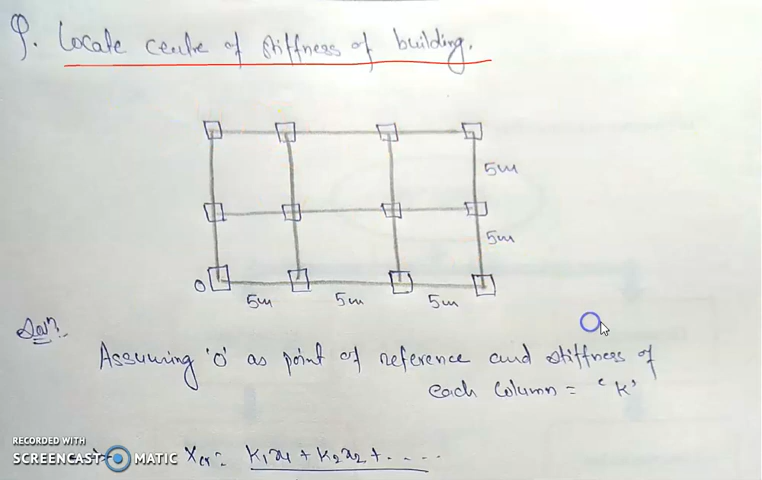 Q. Locate centre of stiffness of building.
5m
5m
O
5m 5m 5m
Solⁿ.
Assuming 'O' as point of reference and stiffness of
each column = 'K'
RECORDED WITH
SCREENCAST MATIC
Xcr = K₁x₁ + K₂x₂ + .....